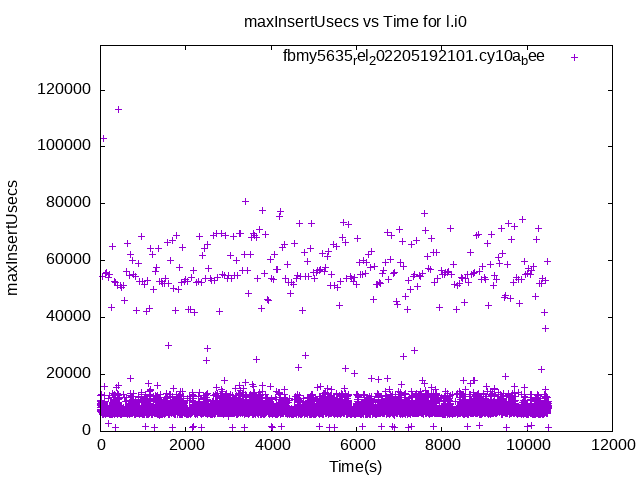 maxInsertUsecs vs Time for l.i0
fbmy5635rel202205192101.cy10abee
120000
100000
80000
60000
40000
20000
0
maxInsertUsecs
0 2000 4000 6000 8000 10000 12000
Time(s)